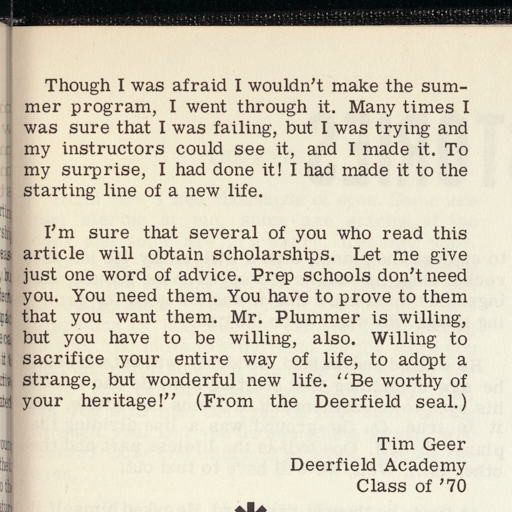 Though I was afraid I wouldn't make the sum-
mer program, I went through it. Many times I
was sure that I was failing, but I was trying and
my instructors could see it, and I made it. To
my surprise, I had done it! I had made it to the
starting line of a new life.
I'm sure that several of you who read this
article will obtain scholarships. Let me give
just one word of advice. Prep schools don't need
you. You need them. You have to prove to them
that you want them. Mr. Plummer is willing,
but you have to be willing, also. Willing to
sacrifice your entire way of life, to adopt a
strange, but wonderful new life. "Be worthy of
your heritage!" (From the Deerfield seal.)
Tim Geer
Deerfield Academy
Class of '70